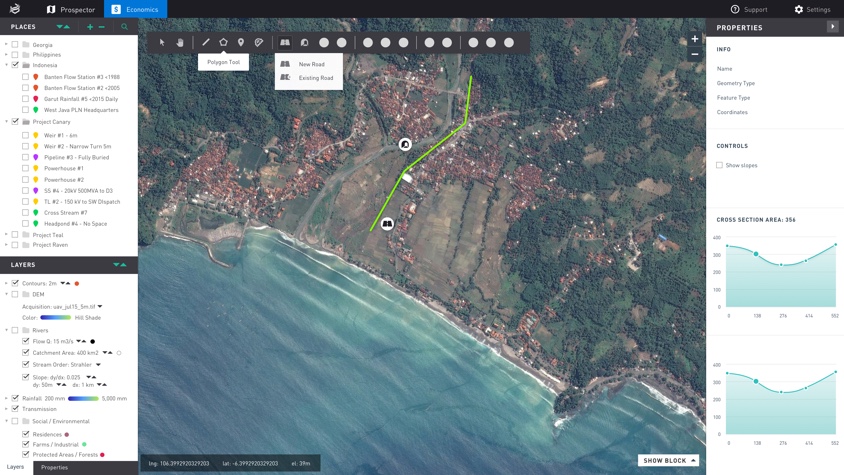 Prospector
S Economics
Support
Settings
PLACES
Georgia
Philippines
Indonesia
Banten Flow Station #3 <1988
Banten Flow Station #2 <2005
Garut Rainfall #5 <2015 Daily
West Java PLN Headquarters
Project Canary
Weir #1 - 6m
Weir #2 - Narrow Turn 5m
Pipeline #3 - Fully Buried
Powerhouse #1
Powerhouse #2
SS #4 - 20kV 500MVA to D3
TL #2 - 150 kV to SW Dispatch
Cross Stream #7
Headpond #4 - No Space
Project Teal
Project Raven
LAYERS
Contours: 2m
DEM
Acquisition: uav_jul15_5m.tif
Color: Hill Shade
Rivers
Flow Q: 15 m3/s
Catchment Area: 400 km2
Stream Order: Strahler
Slope: dy/dx: 0.025
dy: 50m dx: 1 km
Rainfall: 200 mm 5,000 mm
Transmission
Social / Environmental
Residences
Farms / Industrial
Protected Areas / Forests
Layers
Properties
Polygon Tool
New Road
Existing Road
lng: 106.3992920329203 lat: -6.3992920329203 el: 39m
SHOW BLOCK
PROPERTIES
INFO
Name
Geometry Type
Feature Type
Coordinates
CONTROLS
Show slopes
CROSS SECTION AREA: 356
400
300
200
100
0
0 138 276 414 552
400
300
200
100
0
0 138 276 414 552